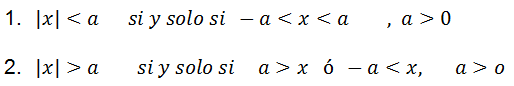 1. |x| < a si y solo si − a < x < a , a > 0
2. |x| > a si y solo si a > x ó − a < x, a > o